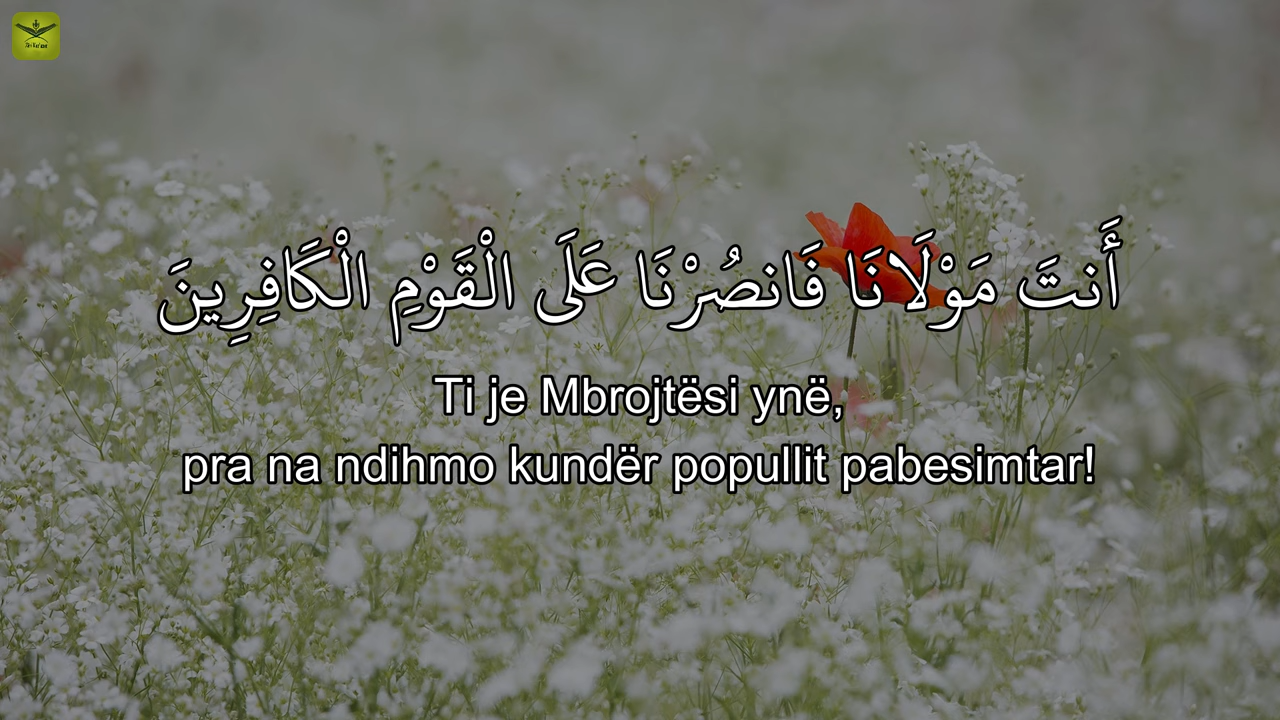 أَنتَ مَوْلَانَا فَانصُرْنَا عَلَى الْقَوْمِ الْكَافِرِينَ
Ti je Mbrojtësi ynë,
pra na ndihmo kundër popullit pabesimtar!